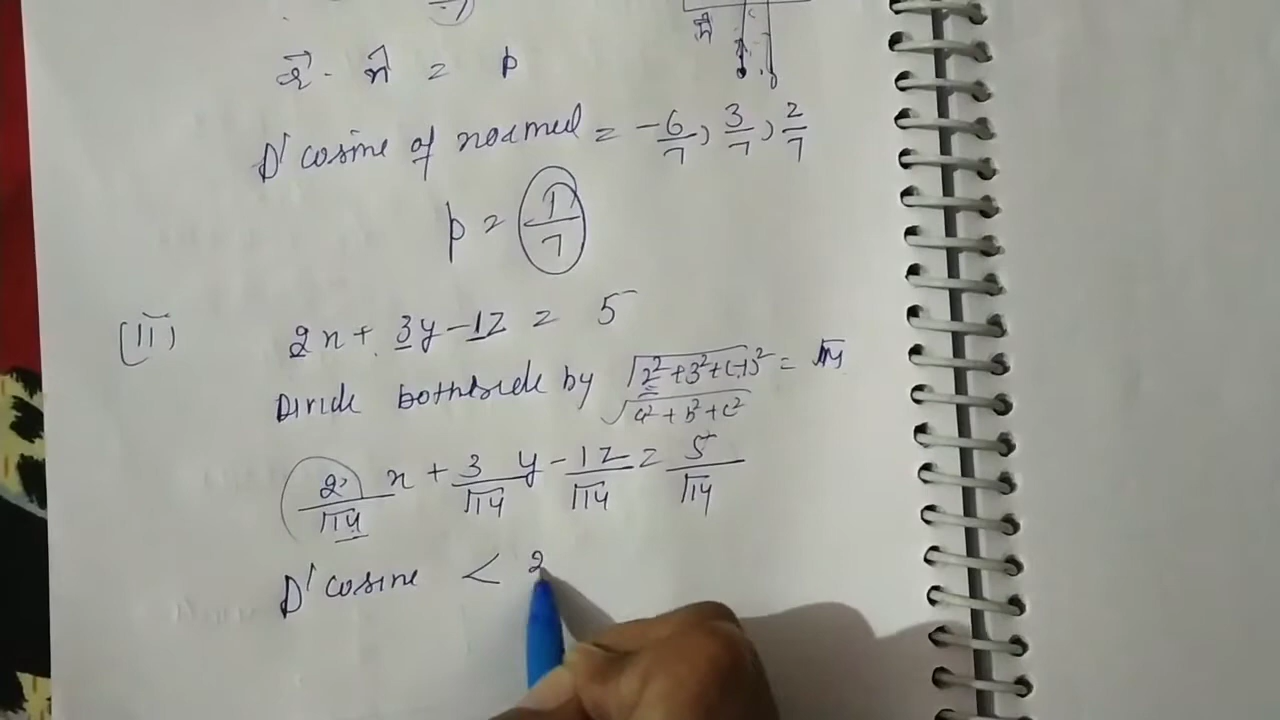 r⃗ . n̂ = p
D' cosine of normal = -6/7, 3/7, 2/7
p = 1/7
(II) 2x + 3y - 1z = 5
Divide both side by √2²+3²+(-1)² = √14
√a²+b²+c²
2/√14 x + 3/√14 y - 1z/√14 = 5/√14
D' cosine < 2